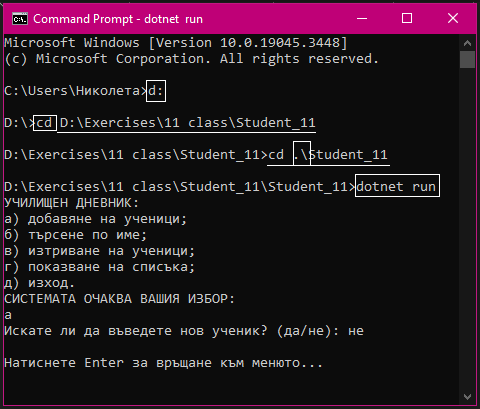 Command Prompt - dotnet run
Microsoft Windows [Version 10.0.19045.3448]
(c) Microsoft Corporation. All rights reserved.
C:\Users\Николета>d:
D:\>cd D:\Exercises\11 class\Student_11
D:\Exercises\11 class\Student_11>cd .\Student_11
D:\Exercises\11 class\Student_11\Student_11>dotnet run
УЧИЛИЩЕН ДНЕВНИК:
а) добавяне на ученици;
б) търсене по име;
в) изтриване на ученици;
г) показване на списъка;
д) изход.
СИСТЕМАТА ОЧАКВА ВАШИЯ ИЗБОР:
а
Искате ли да въведете нов ученик? (да/не): не
Натиснете Enter за връщане към менюто...